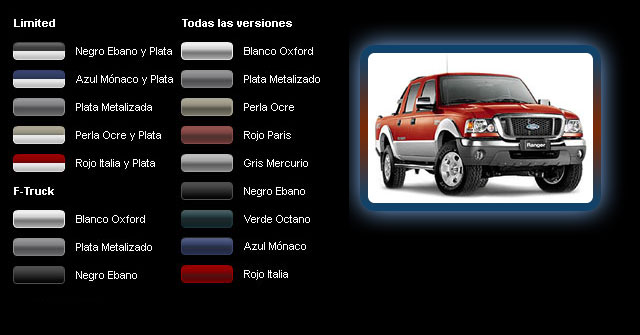 Limited
Negro Ebano y Plata
Azul Mónaco y Plata
Plata Metalizada
Perla Ocre y Plata
Rojo Italia y Plata
F-Truck
Blanco Oxford
Plata Metalizado
Negro Ebano
Todas las versiones
Blanco Oxford
Plata Metalizado
Perla Ocre
Rojo Paris
Gris Mercurio
Negro Ebano
Verde Octano
Azul Mónaco
Rojo Italia
Ford
Ranger